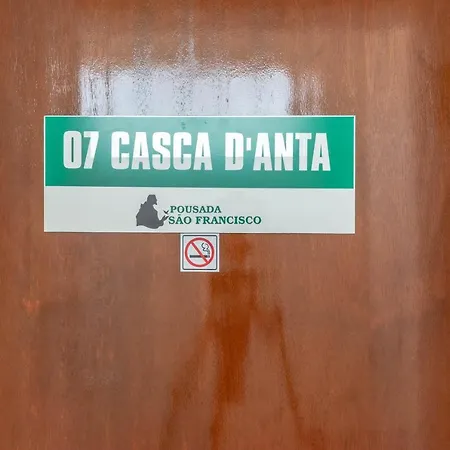 07 CASCA D'ANTA
POUSADA
SÃO FRANCISCO